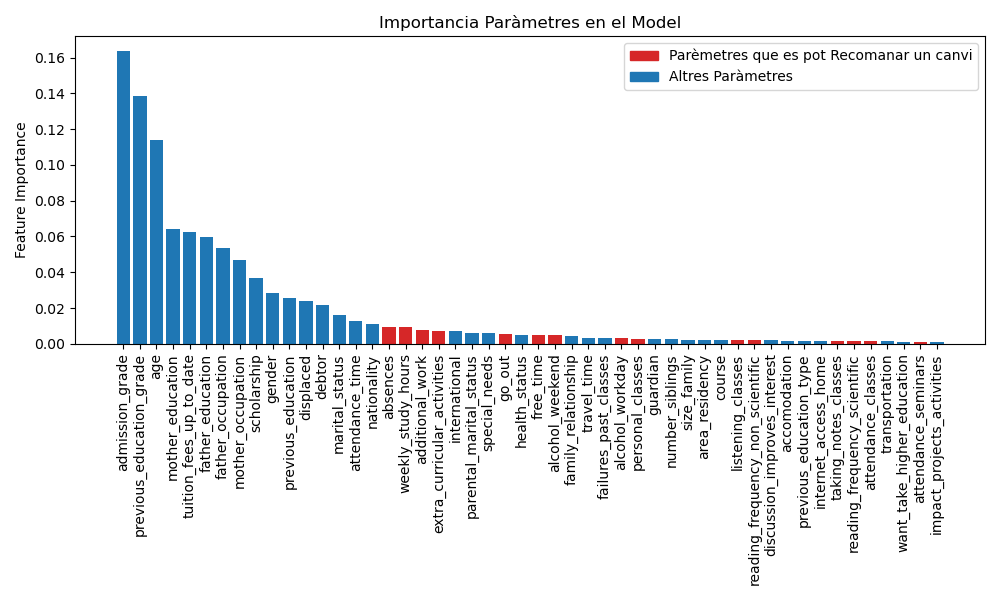 Importancia Paràmetres en el Model
Parèmetres que es pot Recomanar un canvi
Altres Paràmetres
Feature Importance
0.16
0.14
0.12
0.10
0.08
0.06
0.04
0.02
0.00
admission_grade
previous_education_grade
age
mother_education
tuition_fees_up_to_date
father_education
father_occupation
mother_occupation
scholarship
gender
previous_education
displaced
debtor
marital_status
attendance_time
nationality
absences
weekly_study_hours
additional_work
extra_curricular_activities
international
parental_marital_status
special_needs
go_out
health_status
free_time
alcohol_weekend
family_relationship
travel_time
failures_past_classes
alcohol_workday
personal_classes
guardian
number_siblings
size_family
area_residency
course
listening_classes
reading_frequency_non_scientific
discussion_improves_interest
accomodation
previous_education_type
internet_access_home
taking_notes_classes
reading_frequency_scientific
attendance_classes
transportation
want_take_higher_education
attendance_seminars
impact_projects_activities